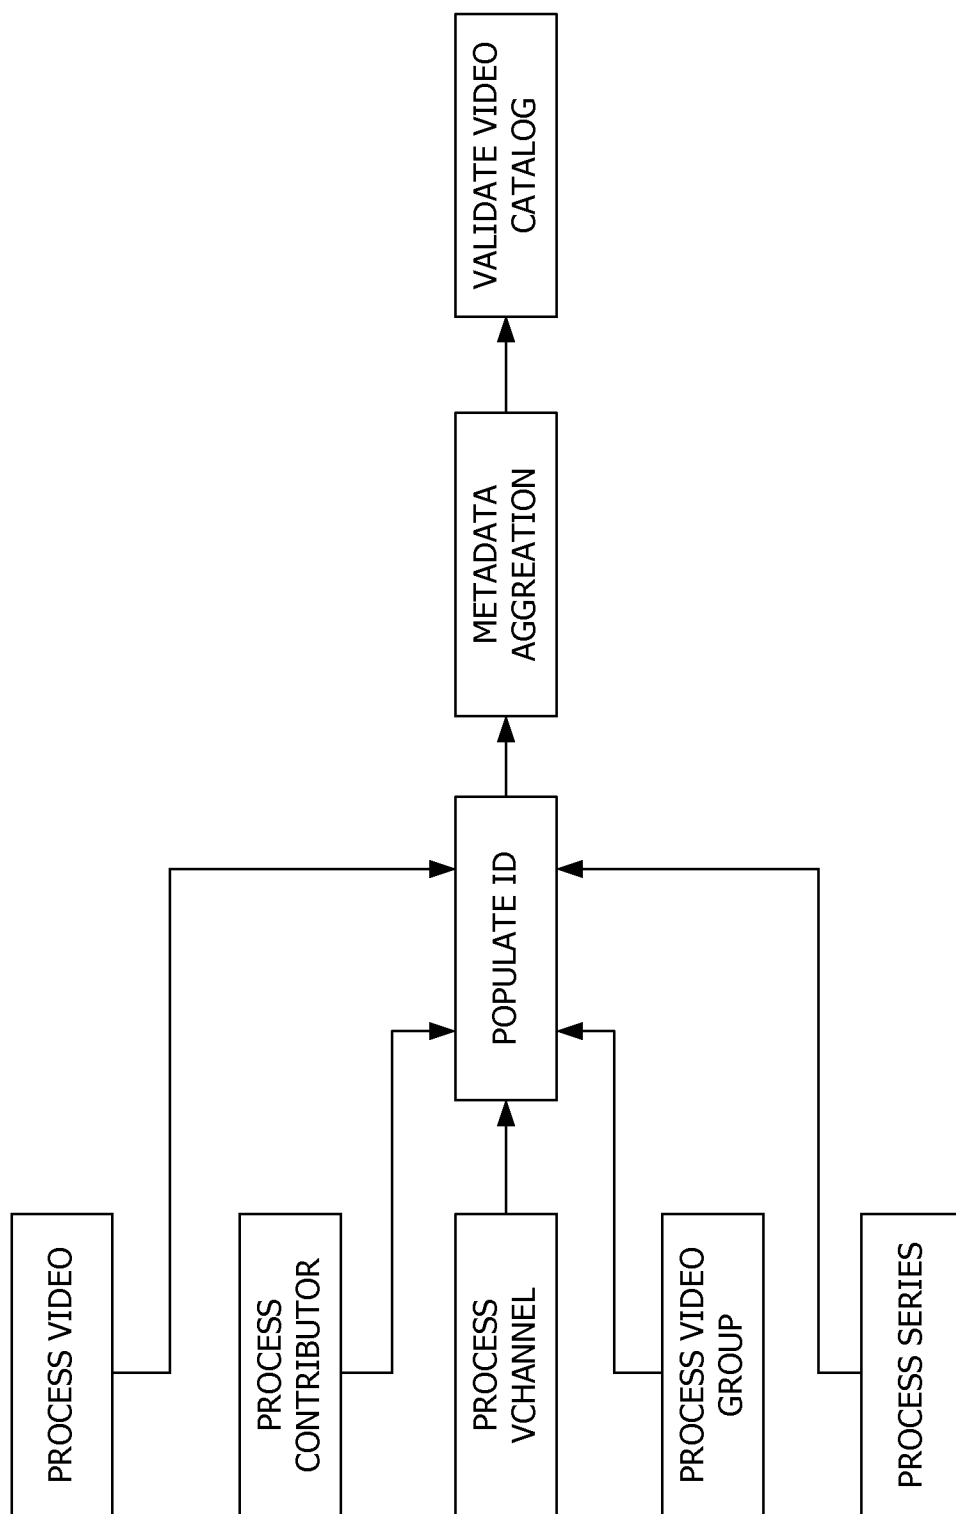 PROCESS VIDEO
PROCESS
CONTRIBUTOR
PROCESS
VCHANNEL
PROCESS VIDEO
GROUP
PROCESS SERIES
POPULATE ID
METADATA
AGGREATION
VALIDATE VIDEO
CATALOG